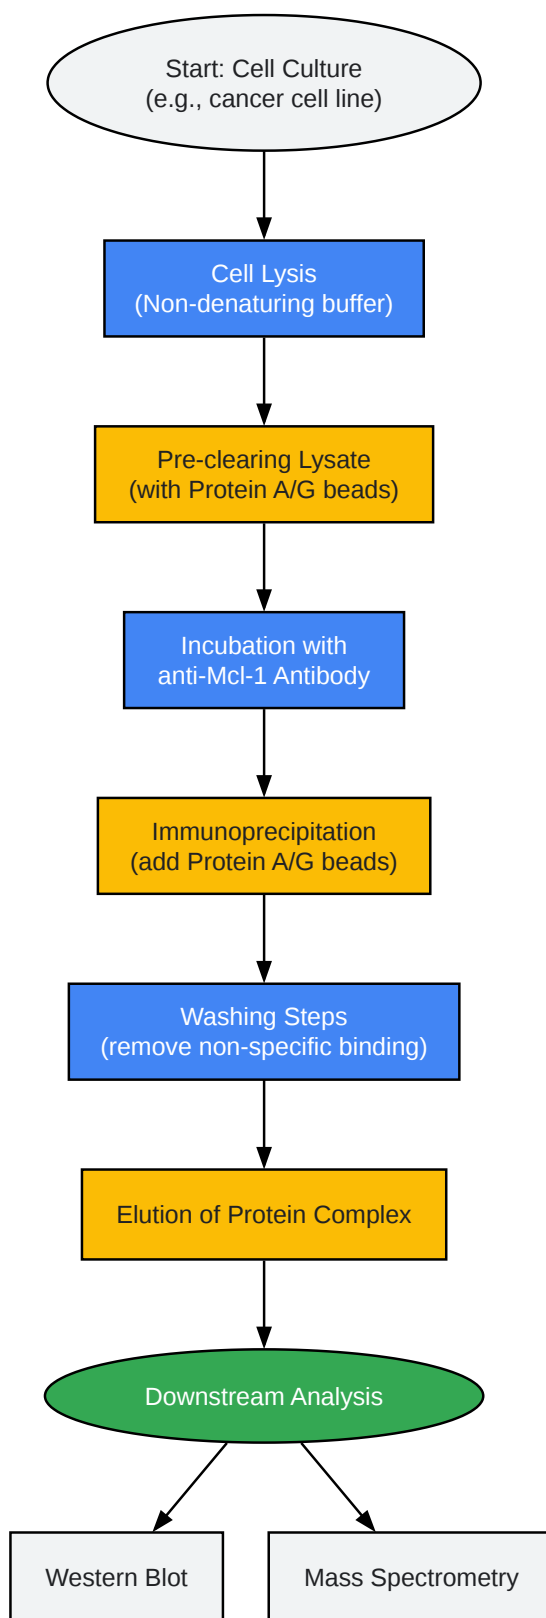 Start: Cell Culture
(e.g., cancer cell line)
Cell Lysis
(Non-denaturing buffer)
Pre-clearing Lysate
(with Protein A/G beads)
Incubation with
anti-Mcl-1 Antibody
Immunoprecipitation
(add Protein A/G beads)
Washing Steps
(remove non-specific binding)
Elution of Protein Complex
Downstream Analysis
Western Blot
Mass Spectrometry